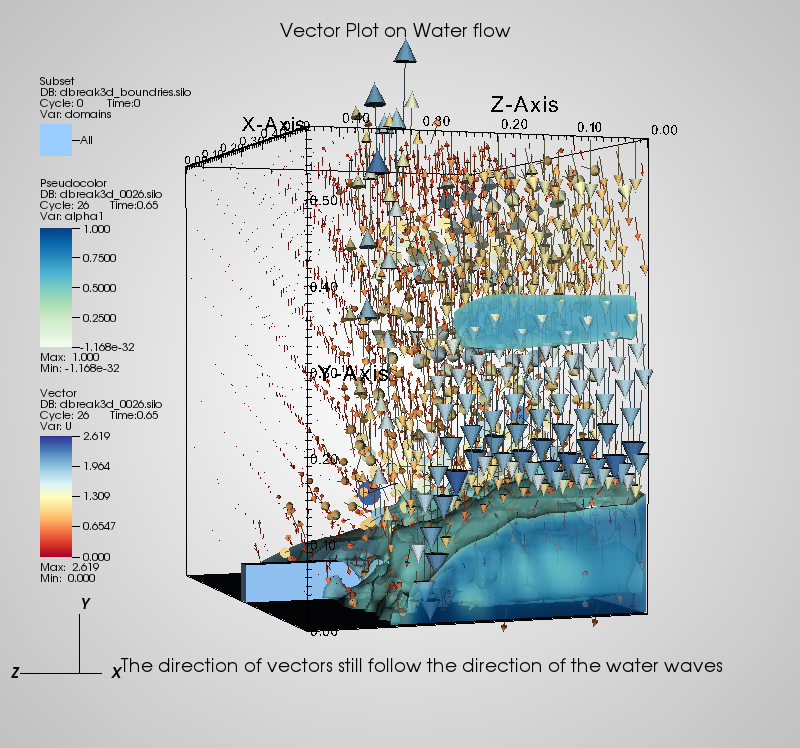 Vector Plot on Water flow
Subset
DB: dbreak3d_boundries.silo
Cycle: 0 Time:0
Var: domains
All
Pseudocolor
DB: dbreak3d_0026.silo
Cycle: 26 Time:0.65
Var: alpha1
1.000
0.7500
0.5000
0.2500
-1.168e-32
Max: 1.000
Min: -1.168e-32
Vector
DB: dbreak3d_0026.silo
Cycle: 26 Time:0.65
Var: U
2.619
1.964
1.309
0.6547
0.000
Max: 2.619
Min: 0.000
X-Axis
Z-Axis
0.30
0.20
0.10
0.00
0.50
0.40
Y-Axis
0.20
0.10
0.00
Y
Z
X
The direction of vectors still follow the direction of the water waves